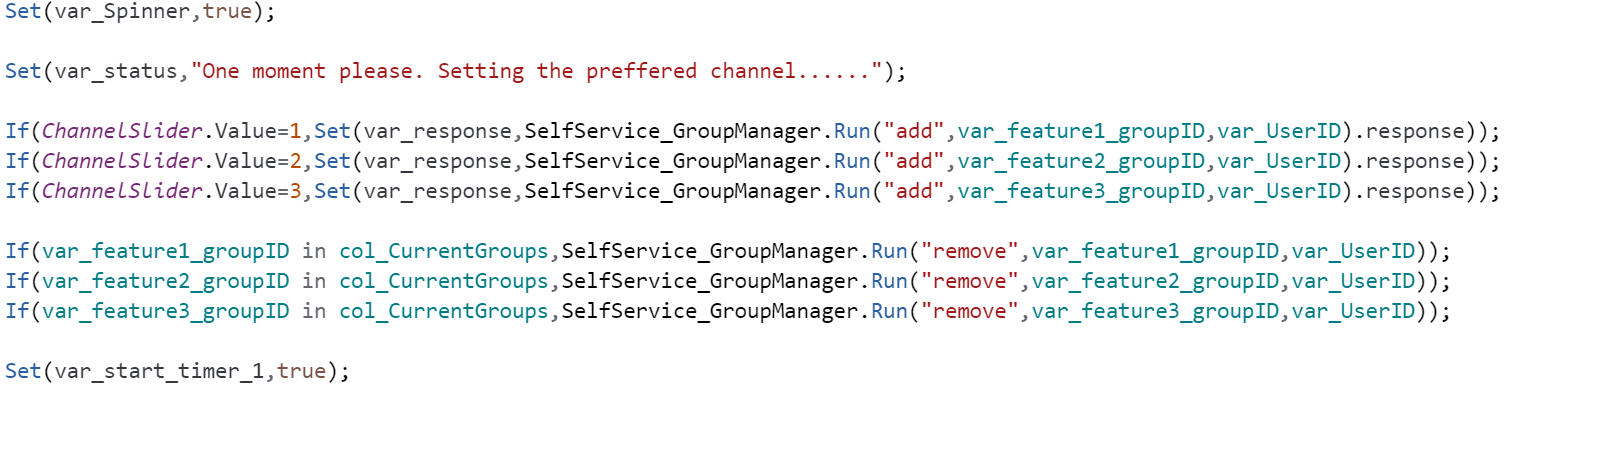 Set(var_Spinner,true);
Set(var_status,"One moment please. Setting the preffered channel......");
If(ChannelSlider.Value=1,Set(var_response,SelfService_GroupManager.Run("add",var_feature1_groupID,var_UserID).response));
If(ChannelSlider.Value=2,Set(var_response,SelfService_GroupManager.Run("add",var_feature2_groupID,var_UserID).response));
If(ChannelSlider.Value=3,Set(var_response,SelfService_GroupManager.Run("add",var_feature3_groupID,var_UserID).response));
If(var_feature1_groupID in col_CurrentGroups,SelfService_GroupManager.Run("remove",var_feature1_groupID,var_UserID));
If(var_feature2_groupID in col_CurrentGroups,SelfService_GroupManager.Run("remove",var_feature2_groupID,var_UserID));
If(var_feature3_groupID in col_CurrentGroups,SelfService_GroupManager.Run("remove",var_feature3_groupID,var_UserID));
Set(var_start_timer_1,true);